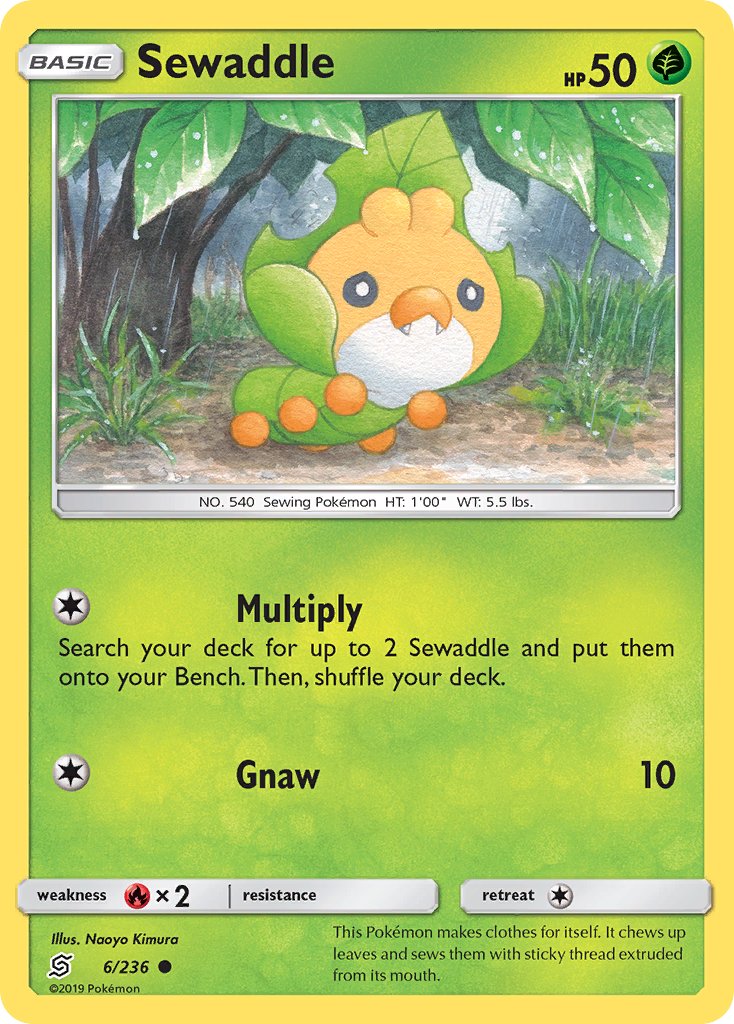 BASIC Sewaddle HP 50
NO. 540 Sewing Pokémon HT: 1'00" WT: 5.5 lbs.
Multiply
Search your deck for up to 2 Sewaddle and put them
onto your Bench. Then, shuffle your deck.
Gnaw 10
weakness × 2 resistance retreat
Illus. Naoyo Kimura
6/236
©2019 Pokémon
This Pokémon makes clothes for itself. It chews up
leaves and sews them with sticky thread extruded
from its mouth.